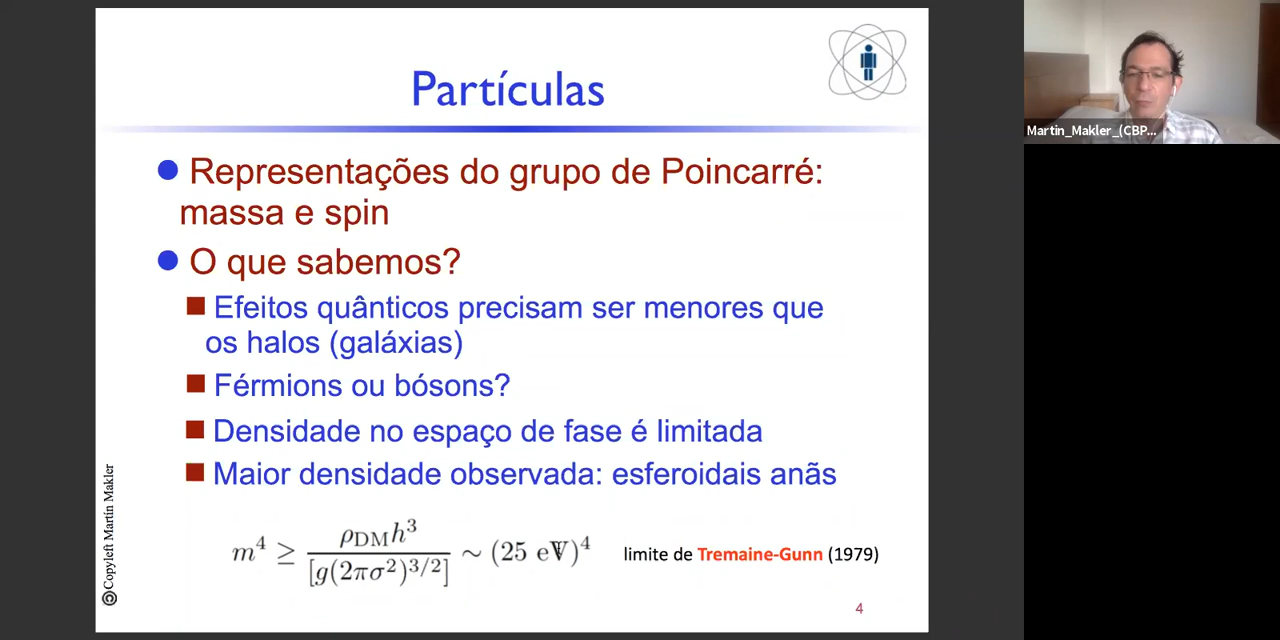 Partículas
Representações do grupo de Poincarré:
massa e spin
O que sabemos?
Efeitos quânticos precisam ser menores que
os halos (galáxias)
Férmions ou bósons?
Densidade no espaço de fase é limitada
Maior densidade observada: esferoidais anãs
m⁴ ≥ ρ_DM h³ / [g(2πσ²)^{3/2}] ~ (25 eV)⁴ limite de Tremaine-Gunn (1979)
©Copyleft Martín Makler
4
Martin_Makler_(CBP...